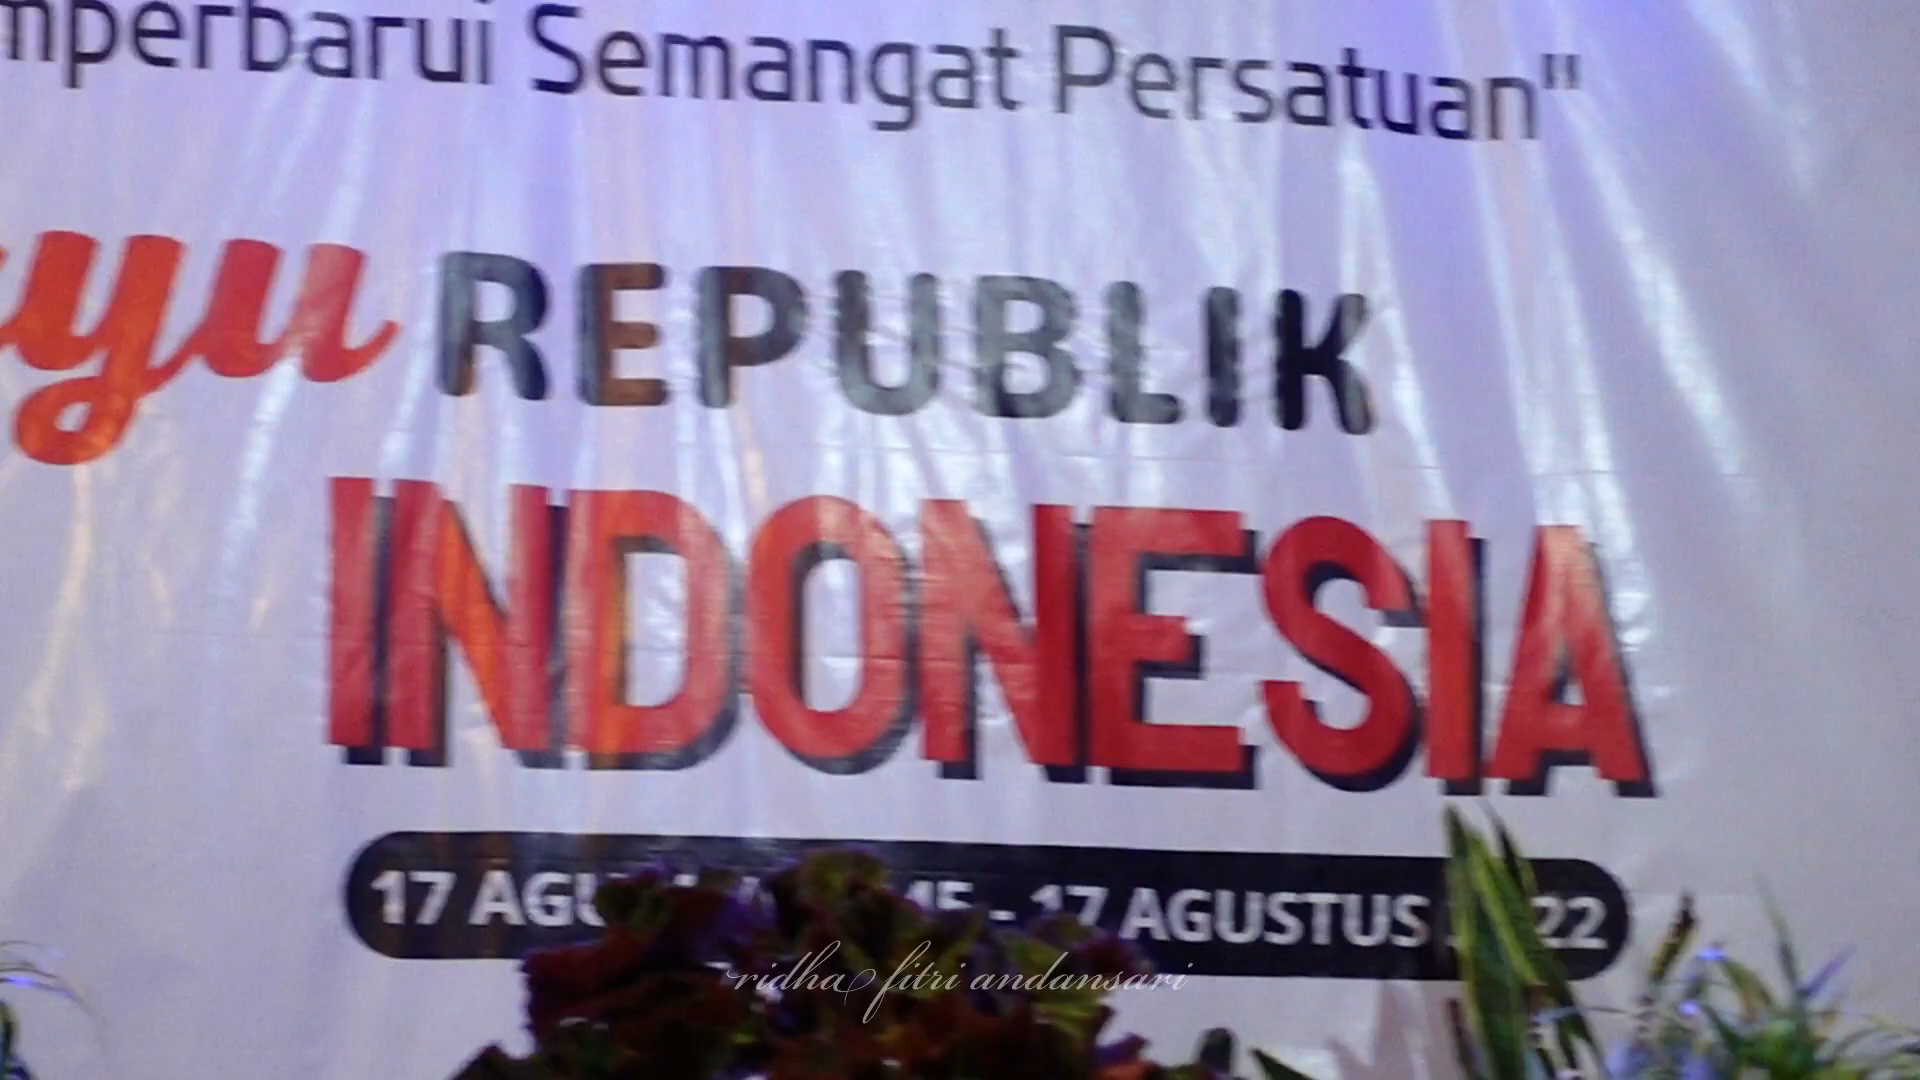 mperbarui Semangat Persatuan"
yu REPUBLIK
INDONESIA
17 AGU 45 - 17 AGUSTUS 22
ridha fitri andansari